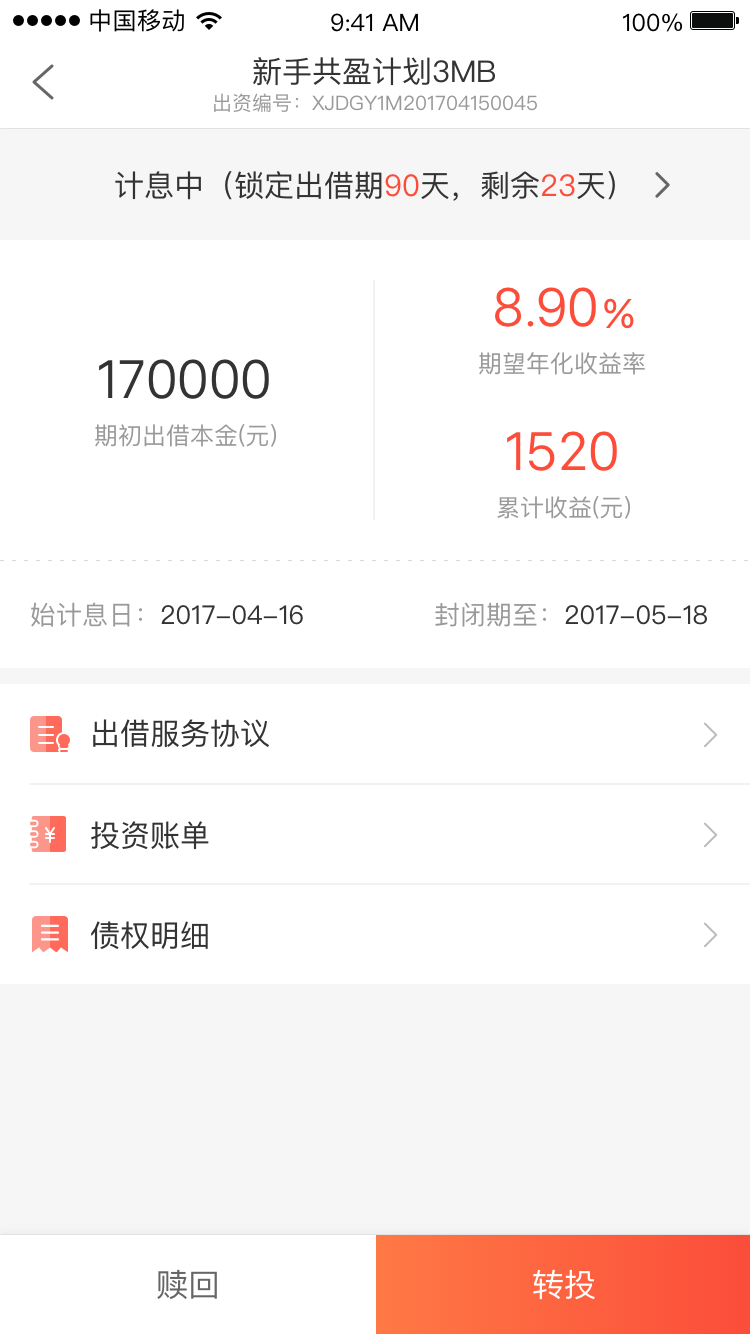 中国移动
9:41 AM
100%
新手共盈计划3MB
出资编号：XJDGY1M201704150045
计息中（锁定出借期90天，剩余23天）
170000
期初出借本金(元)
8.90%
期望年化收益率
1520
累计收益(元)
始计息日：2017-04-16
封闭期至：2017-05-18
出借服务协议
¥
投资账单
债权明细
赎回
转投